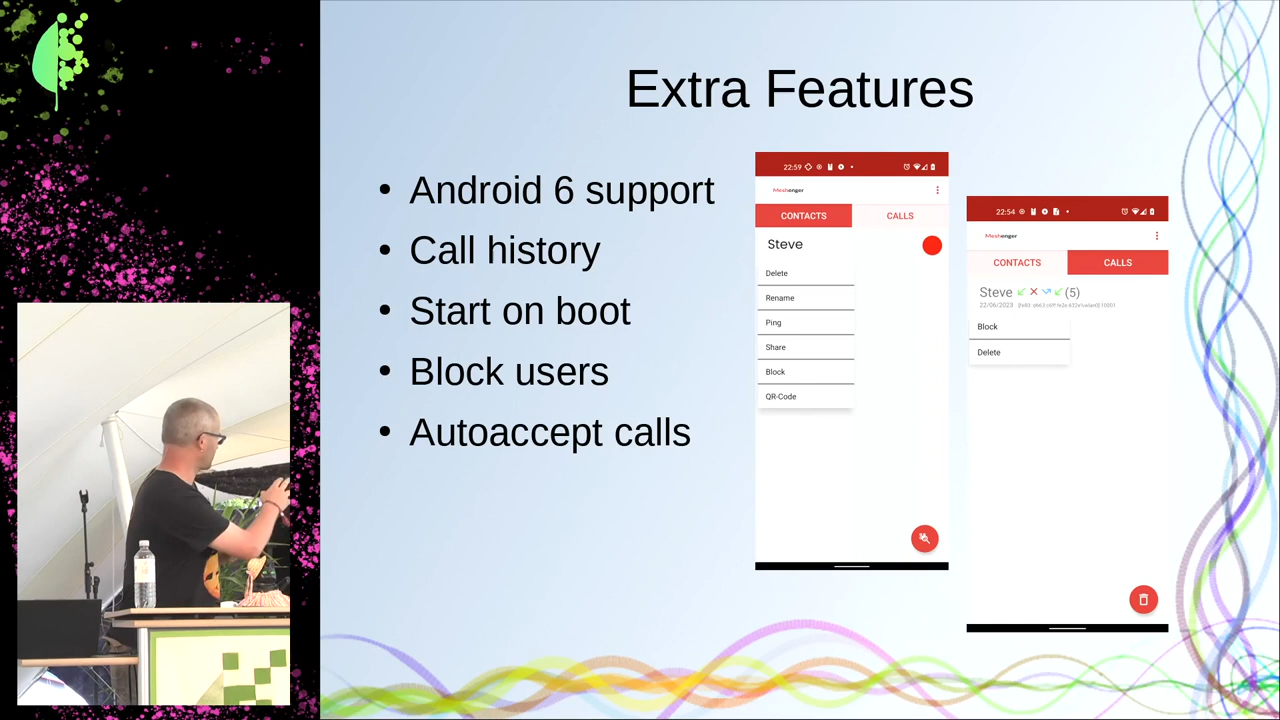 Extra Features
• Android 6 support
• Call history
• Start on boot
• Block users
• Autoaccept calls
22:59
Meshenger
CONTACTS CALLS
Steve
Delete
Rename
Ping
Share
Block
QR-Code
22:54
Meshenger
CONTACTS CALLS
Steve (5)
22/06/2023
Block
Delete